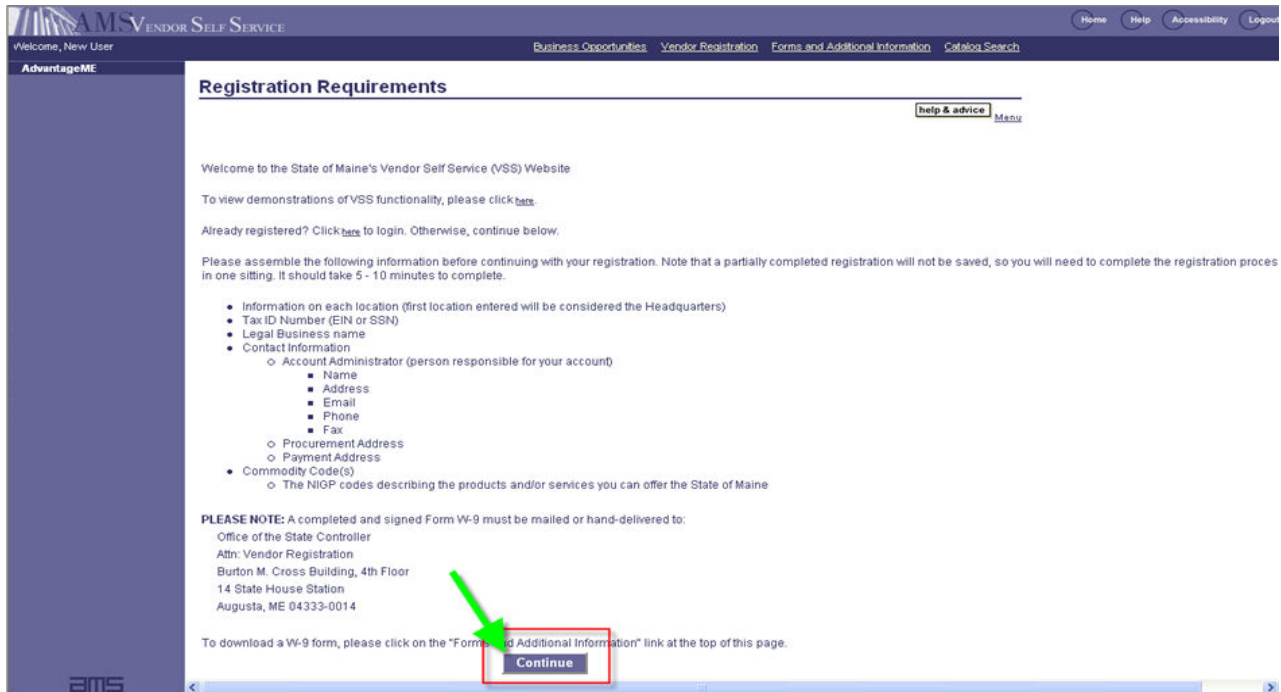 AMS VENDOR SELF SERVICE
Home Help Accessibility Logout
Welcome, New User
Business Opportunities Vendor Registration Forms and Additional Information Catalog Search
AdvantageME
Registration Requirements
help & advice Menu
Welcome to the State of Maine's Vendor Self Service (VSS) Website
To view demonstrations of VSS functionality, please click here.
Already registered? Click here to login. Otherwise, continue below.
Please assemble the following information before continuing with your registration. Note that a partially completed registration will not be saved, so you will need to complete the registration proces
in one sitting. It should take 5 - 10 minutes to complete.
Information on each location (first location entered will be considered the Headquarters)
Tax ID Number (EIN or SSN)
Legal Business name
Contact Information
Account Administrator (person responsible for your account)
Name
Address
Email
Phone
Fax
Procurement Address
Payment Address
Commodity Code(s)
The NIGP codes describing the products and/or services you can offer the State of Maine
PLEASE NOTE: A completed and signed Form W-9 must be mailed or hand-delivered to:
Office of the State Controller
Attn: Vendor Registration
Burton M. Cross Building, 4th Floor
14 State House Station
Augusta, ME 04333-0014
To download a W-9 form, please click on the "Forms and Additional Information" link at the top of this page.
Continue
ams